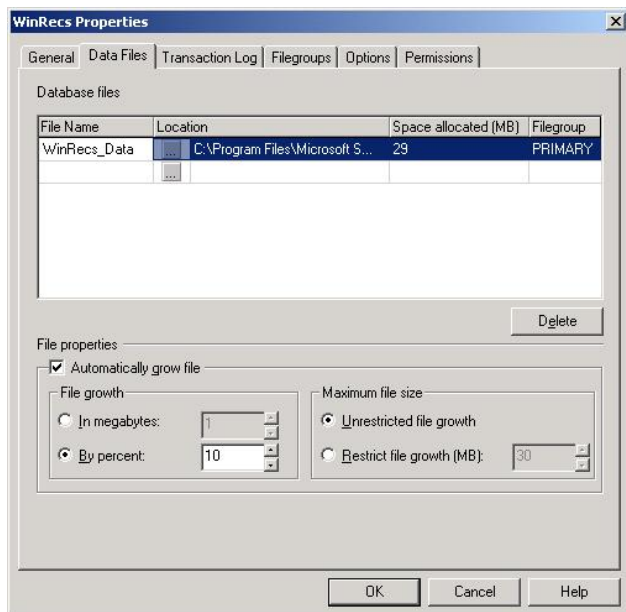 WinRecs Properties
General Data Files Transaction Log Filegroups Options Permissions
Database files
File Name Location Space allocated (MB) Filegroup
WinRecs_Data ... C:\Program Files\Microsoft S... 29 PRIMARY
...
Delete
File properties
Automatically grow file
File growth Maximum file size
In megabytes: 1 Unrestricted file growth
By percent: 10 Restrict file growth (MB): 30
OK Cancel Help